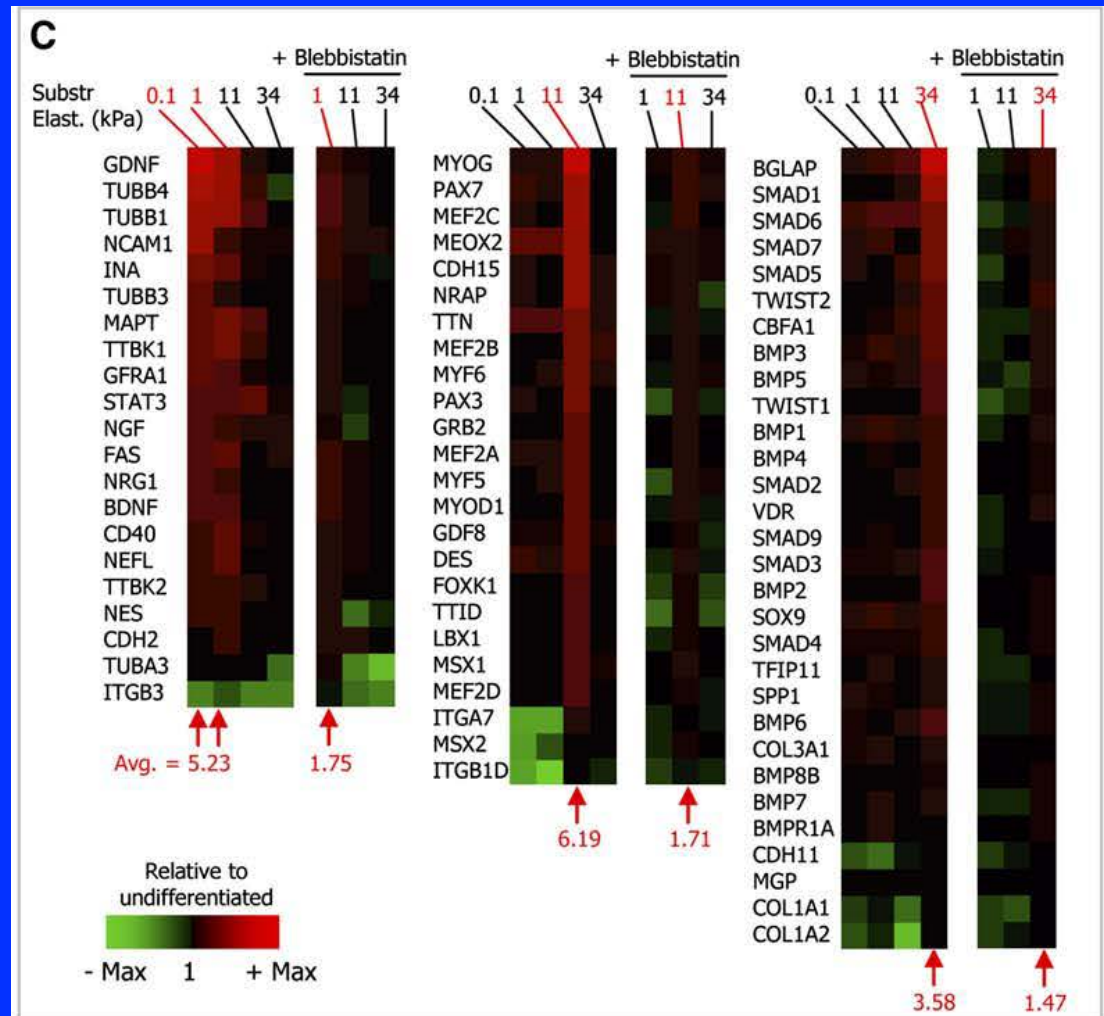 C
+ Blebbistatin
Substr
Elast. (kPa)
0.1 1 11 34
1 11 34
GDNF
TUBB4
TUBB1
NCAM1
INA
TUBB3
MAPT
TTBK1
GFRA1
STAT3
NGF
FAS
NRG1
BDNF
CD40
NEFL
TTBK2
NES
CDH2
TUBA3
ITGB3
Avg. = 5.23
1.75
+ Blebbistatin
0.1 1 11 34
1 11 34
MYOG
PAX7
MEF2C
MEOX2
CDH15
NRAP
TTN
MEF2B
MYF6
PAX3
GRB2
MEF2A
MYF5
MYOD1
GDF8
DES
FOXK1
TTID
LBX1
MSX1
MEF2D
ITGA7
MSX2
ITGB1D
6.19
1.71
+ Blebbistatin
0.1 1 11 34
1 11 34
BGLAP
SMAD1
SMAD6
SMAD7
SMAD5
TWIST2
CBFA1
BMP3
BMP5
TWIST1
BMP1
BMP4
SMAD2
VDR
SMAD9
SMAD3
BMP2
SOX9
SMAD4
TFIP11
SPP1
BMP6
COL3A1
BMP8B
BMP7
BMPR1A
CDH11
MGP
COL1A1
COL1A2
3.58
1.47
Relative to
undifferentiated
- Max 1 + Max